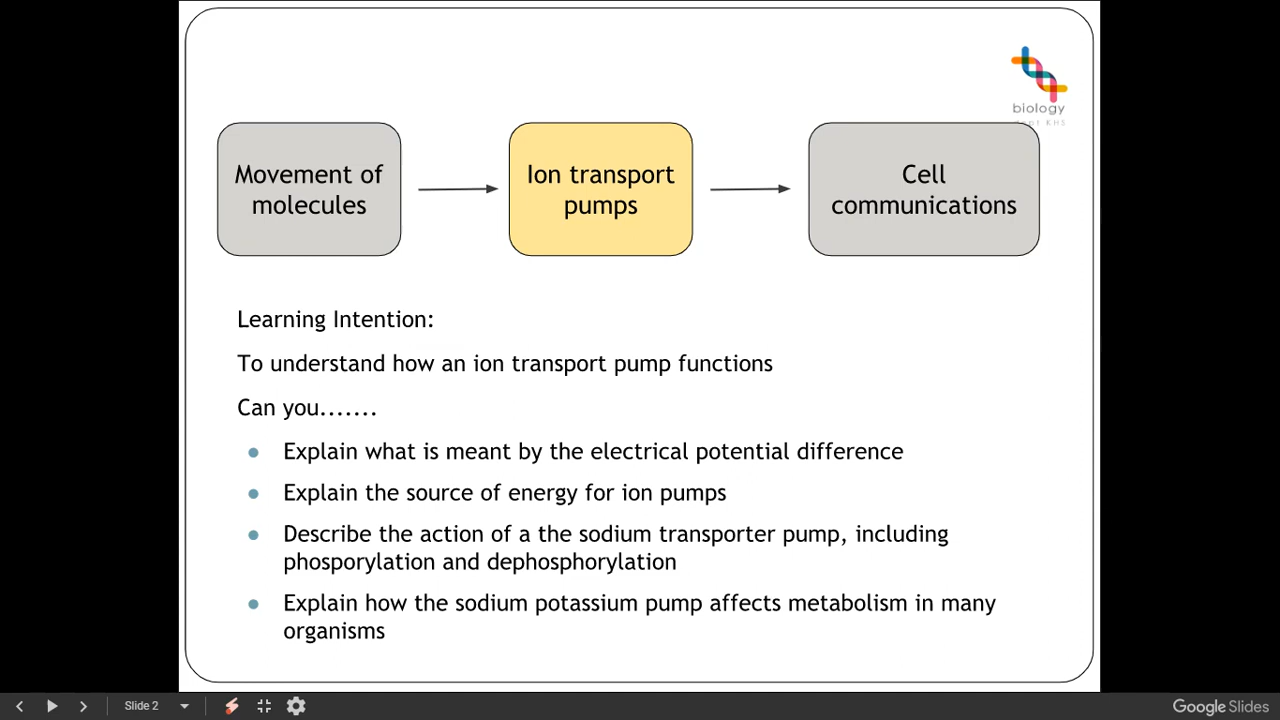 biology
dept KHS
Movement of
molecules
Ion transport
pumps
Cell
communications
Learning Intention:
To understand how an ion transport pump functions
Can you.......
Explain what is meant by the electrical potential difference
Explain the source of energy for ion pumps
Describe the action of a the sodium transporter pump, including
phosporylation and dephosphorylation
Explain how the sodium potassium pump affects metabolism in many
organisms
Slide 2
Google Slides